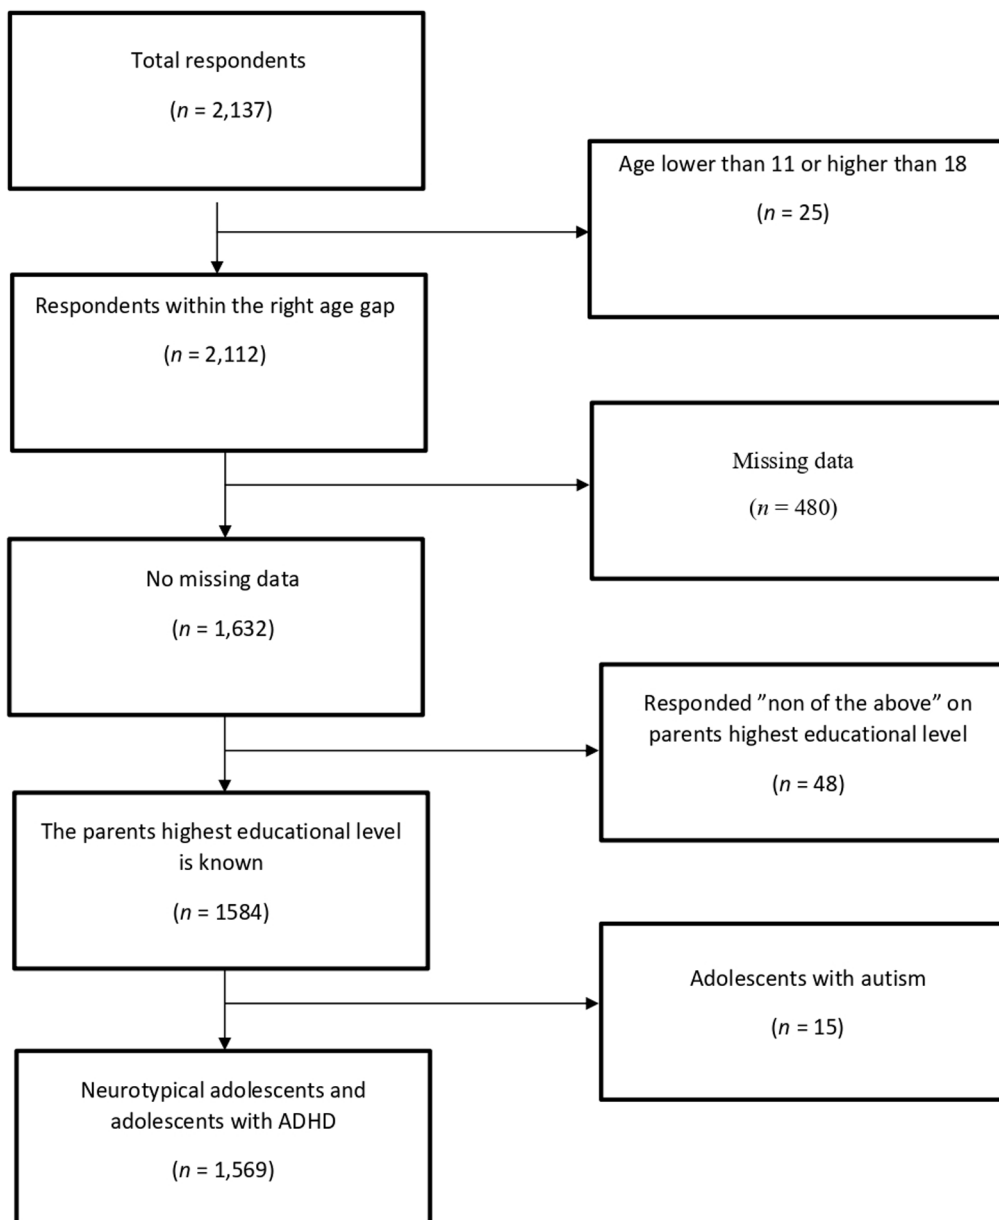 Total respondents
(n = 2,137)
Age lower than 11 or higher than 18
(n = 25)
Respondents within the right age gap
(n = 2,112)
Missing data
(n = 480)
No missing data
(n = 1,632)
Responded ”non of the above” on
parents highest educational level
(n = 48)
The parents highest educational level
is known
(n = 1584)
Adolescents with autism
(n = 15)
Neurotypical adolescents and
adolescents with ADHD
(n = 1,569)